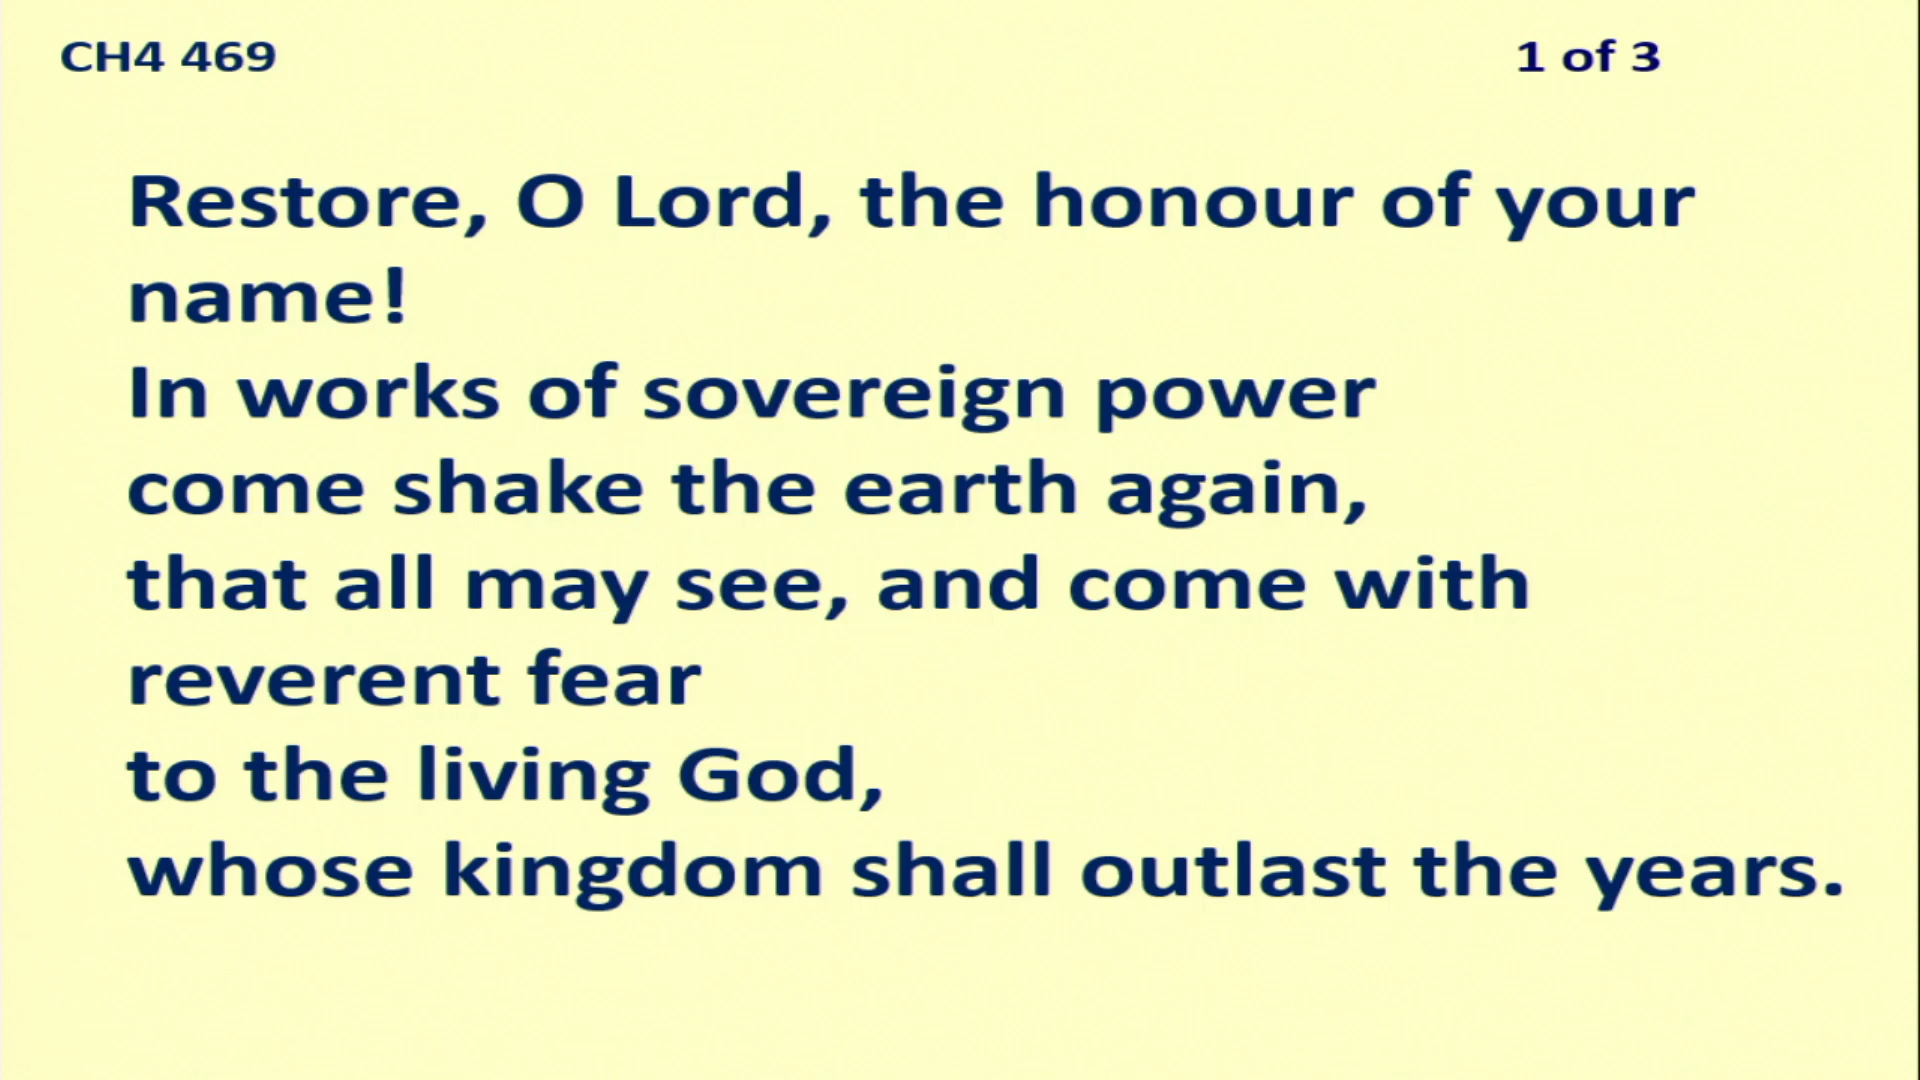 CH4 469
1 of 3
Restore, O Lord, the honour of your
name!
In works of sovereign power
come shake the earth again,
that all may see, and come with
reverent fear
to the living God,
whose kingdom shall outlast the years.